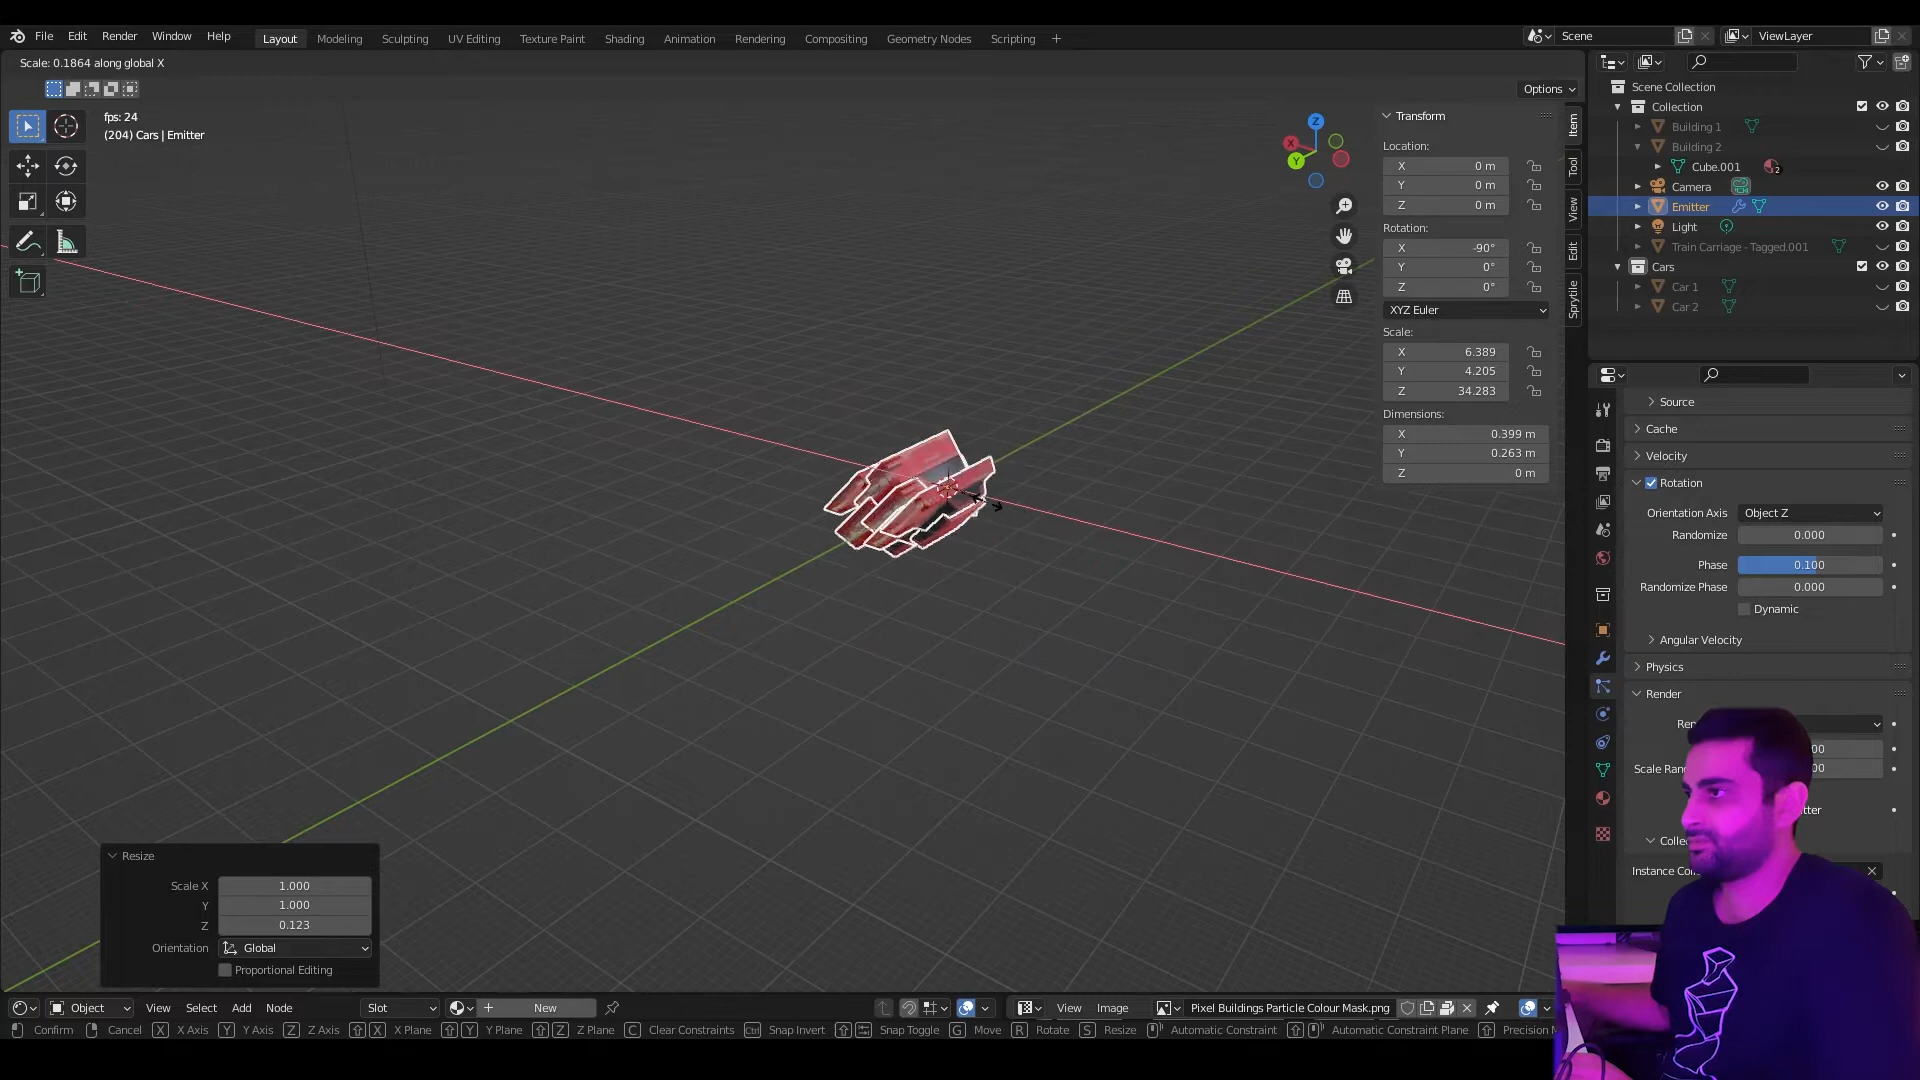 File Edit Render Window Help Layout Modeling Sculpting UV Editing Texture Paint Shading Animation Rendering Compositing Geometry Nodes Scripting + Scene ViewLayer
Scale: 0.1864 along global X
Options
fps: 24
(204) Cars | Emitter
Z
X
Y
Transform
Location:
X 0 m
Y 0 m
Z 0 m
Rotation:
X -90°
Y 0°
Z 0°
XYZ Euler
Scale:
X 6.389
Y 4.205
Z 34.283
Dimensions:
X 0.399 m
Y 0.263 m
Z 0 m
Item
Tool
View
Edit
Sprytile
Scene Collection
Collection
Building 1
Building 2
Cube.001 2
Camera
Emitter
Light
Train Carriage - Tagged.001
Cars
Car 1
Car 2
Source
Cache
Velocity
Rotation
Orientation Axis Object Z
Randomize 0.000
Phase 0.100
Randomize Phase 0.000
Dynamic
Angular Velocity
Physics
Render
Resize
Scale X 1.000
Y 1.000
Z 0.123
Orientation Global
Proportional Editing
Object View Select Add Node Slot New View Image Pixel Buildings Particle Colour Mask.png
Confirm Cancel X X Axis Y Y Axis Z Z Axis X X Plane Y Y Plane Z Z Plane C Clear Constraints Ctrl Snap Invert Snap Toggle G Move R Rotate S Resize Automatic Constraint Automatic Constraint Plane Precision M